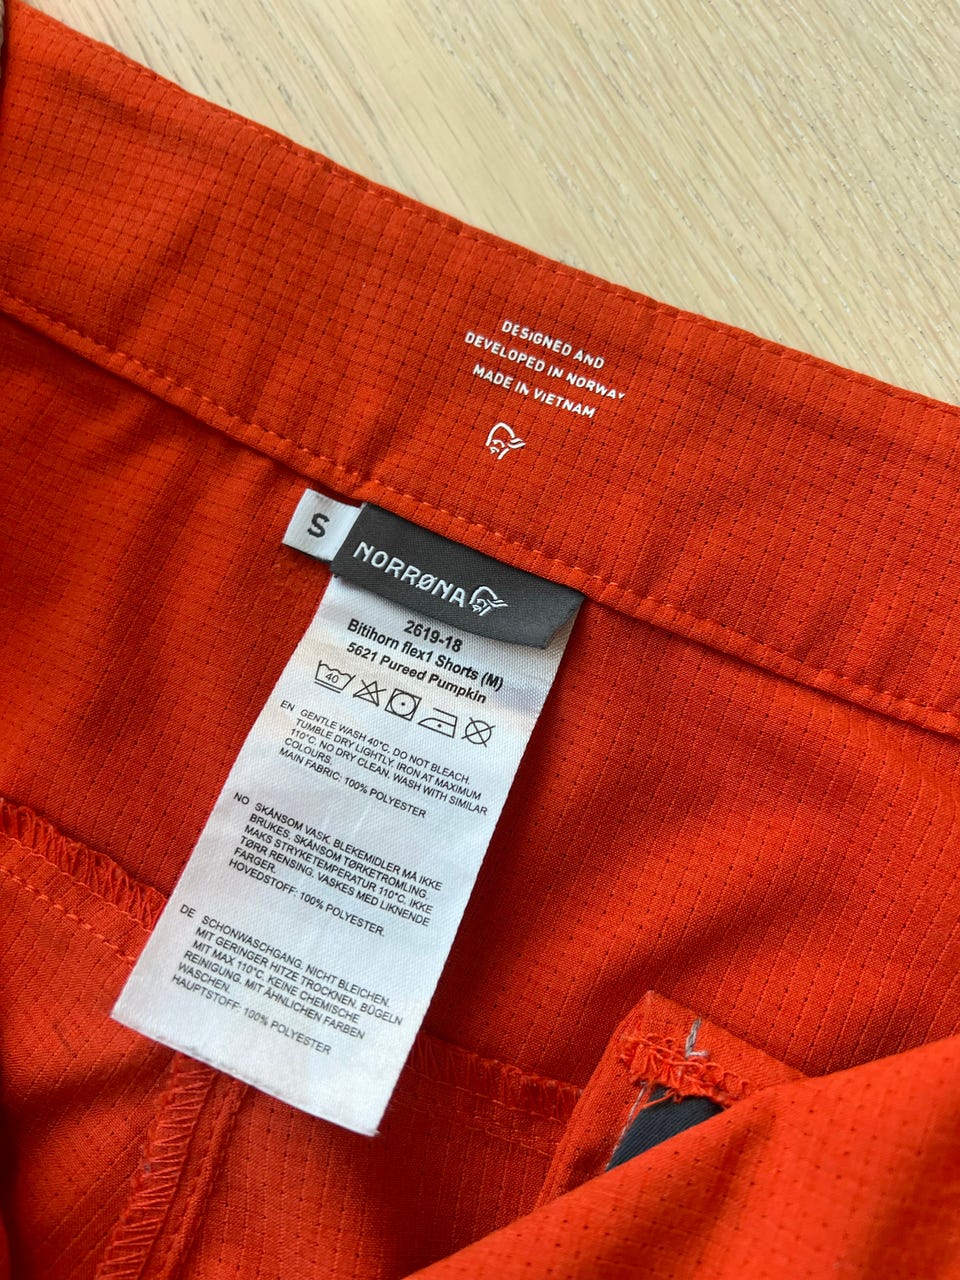 DESIGNED AND
DEVELOPED IN NORWAY
MADE IN VIETNAM
S
NORRØNA
2619-18
Bitihorn flex1 Shorts (M)
5621 Pureed Pumpkin
40
EN GENTLE WASH 40°C. DO NOT BLEACH.
TUMBLE DRY LIGHTLY. IRON AT MAXIMUM
110°C. NO DRY CLEAN. WASH WITH SIMILAR
COLOURS.
MAIN FABRIC: 100% POLYESTER
NO SKÅNSOM VASK. BLEKEMIDLER MÅ IKKE
BRUKES. SKÅNSOM TØRKETROMLING.
MAKS STRYKETEMPERATUR 110°C. IKKE
TØRR RENSING. VASKES MED LIKNENDE
FARGER.
HOVEDSTOFF: 100% POLYESTER.
DE SCHONWASCHGANG. NICHT BLEICHEN.
MIT GERINGER HITZE TROCKNEN. BÜGELN
MIT MAX 110°C. KEINE CHEMISCHE
REINIGUNG. MIT ÄHNLICHEN FARBEN
WASCHEN.
HAUPTSTOFF: 100% POLYESTER